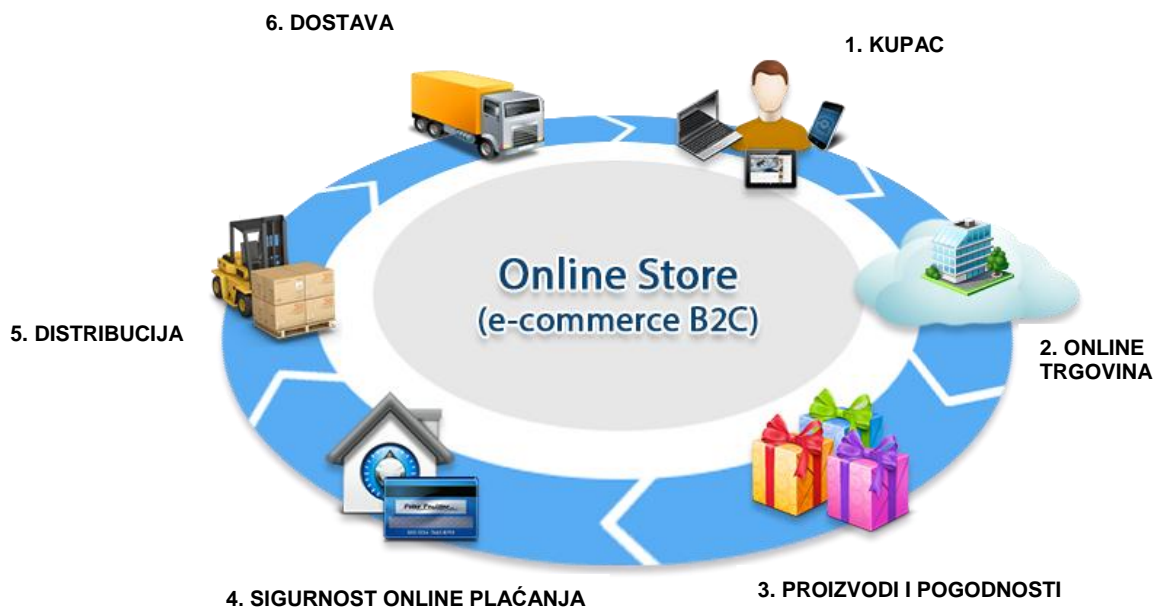 6. DOSTAVA
1. KUPAC
Online Store
(e-commerce B2C)
5. DISTRIBUCIJA
2. ONLINE
TRGOVINA
4. SIGURNOST ONLINE PLAĆANJA
3. PROIZVODI I POGODNOSTI